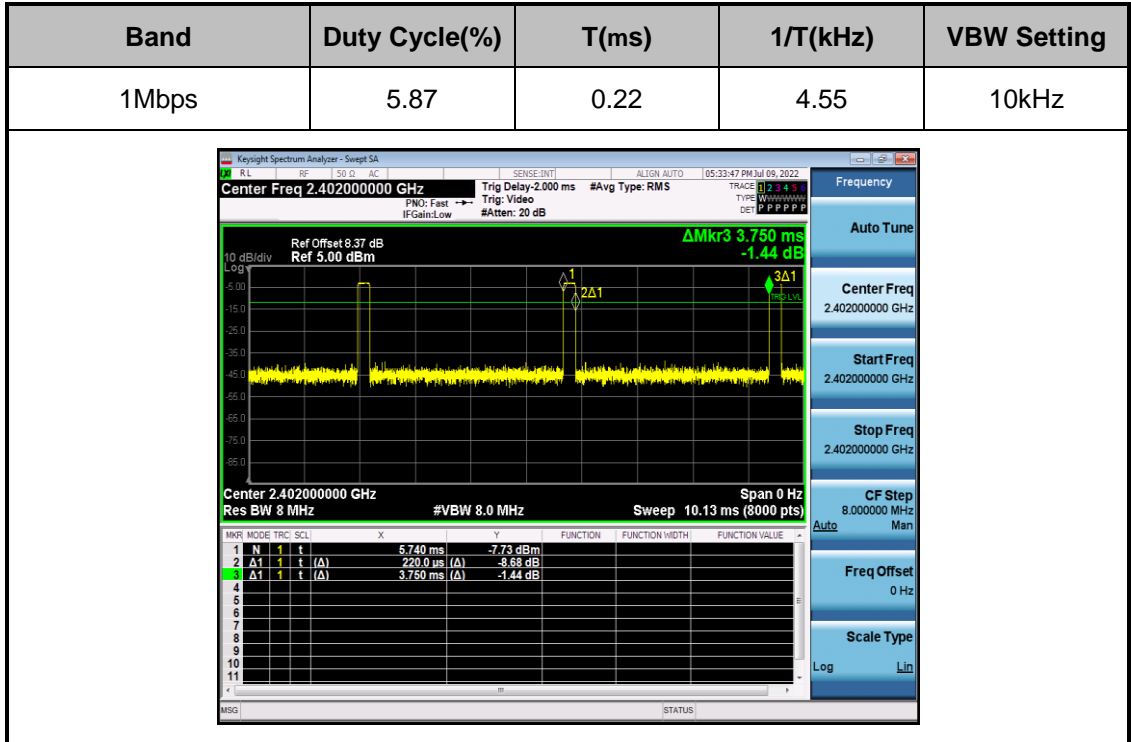 Band Duty Cycle(%) T(ms) 1/T(kHz) VBW Setting
1Mbps 5.87 0.22 4.55 10kHz
Keysight Spectrum Analyzer - Swept SA
RL RF 50 Ω AC SENSE:INT ALIGN AUTO 05:33:47 PM Jul 09, 2022
Center Freq 2.402000000 GHz Trig Delay-2.000 ms #Avg Type: RMS TRACE 1 2 3 4 5 6
PNO: Fast Trig: Video TYPE WWWWWW
IFGain:Low #Atten: 20 dB DET P P P P P P
ΔMkr3 3.750 ms
-1.44 dB
Ref Offset 8.37 dB
10 dB/div Ref 5.00 dBm
Log
-5.00
-15.0
-25.0
-35.0
-45.0
-55.0
-65.0
-75.0
-85.0
1
2Δ1
3Δ1
TRIG LVL
Center 2.402000000 GHz Span 0 Hz
Res BW 8 MHz #VBW 8.0 MHz Sweep 10.13 ms (8000 pts)
MKR MODE TRC SCL X Y FUNCTION FUNCTION WIDTH FUNCTION VALUE
1 N 1 t 5.740 ms -7.73 dBm
2 Δ1 1 t (Δ) 220.0 µs (Δ) -8.68 dB
3 Δ1 1 t (Δ) 3.750 ms (Δ) -1.44 dB
4
5
6
7
8
9
10
11
MSG STATUS
Frequency
Auto Tune
Center Freq
2.402000000 GHz
Start Freq
2.402000000 GHz
Stop Freq
2.402000000 GHz
CF Step
8.000000 MHz
Auto Man
Freq Offset
0 Hz
Scale Type
Log Lin